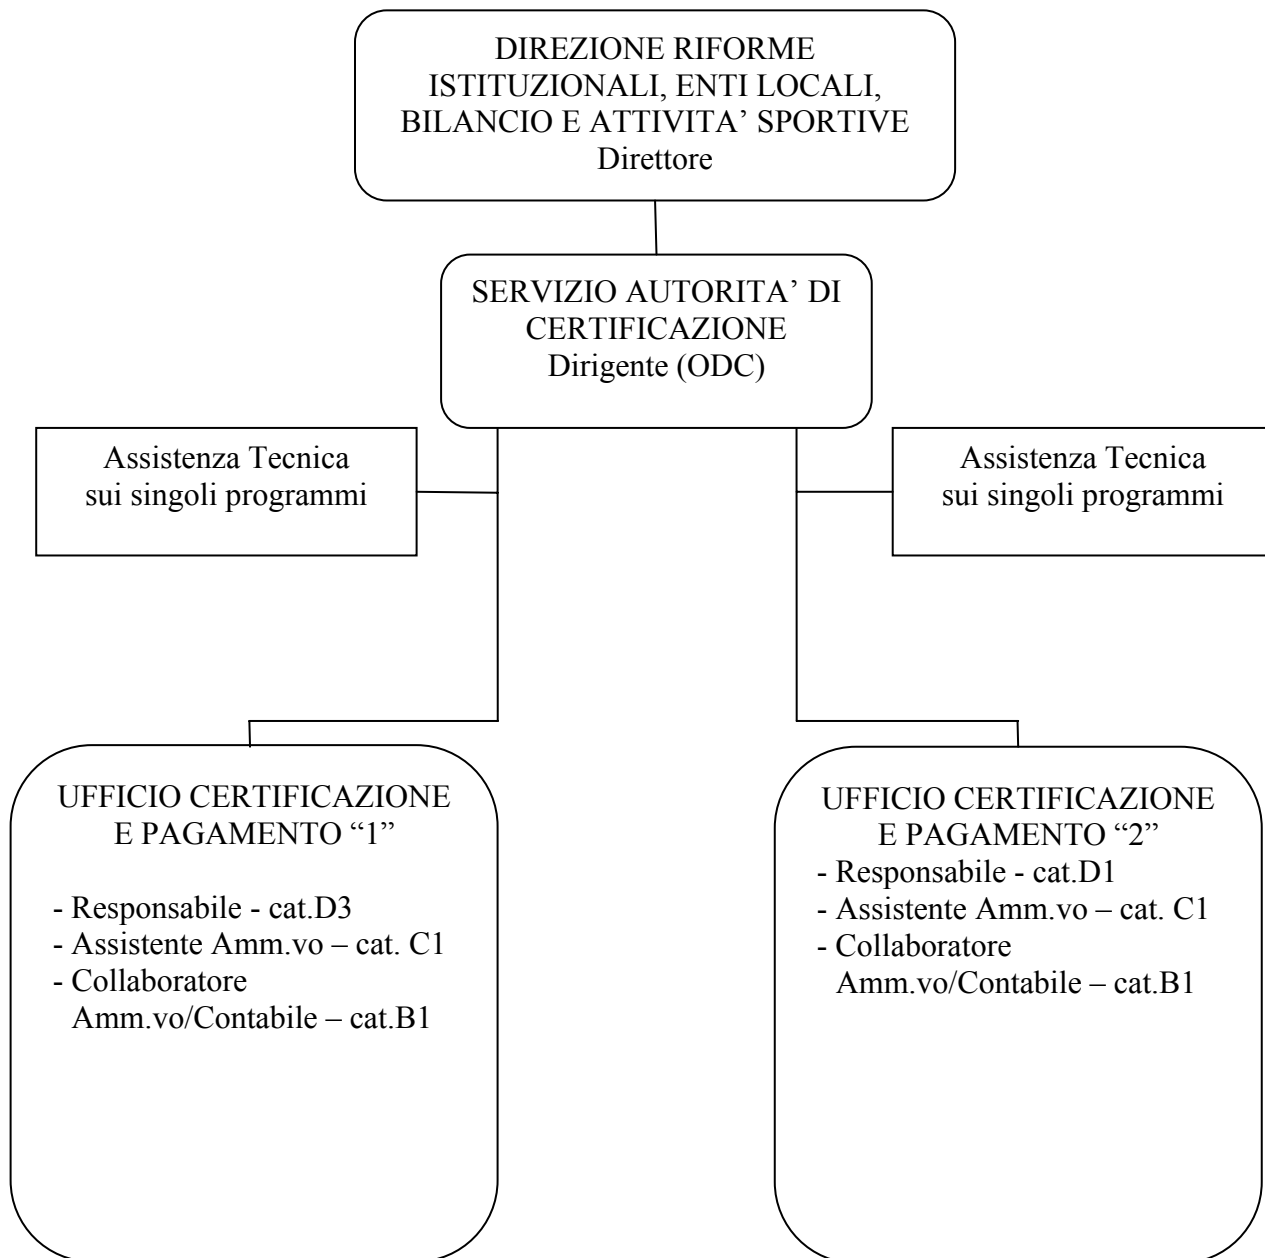 DIREZIONE RIFORME
ISTITUZIONALI, ENTI LOCALI,
BILANCIO E ATTIVITA’ SPORTIVE
Direttore
SERVIZIO AUTORITA’ DI
CERTIFICAZIONE
Dirigente (ODC)
Assistenza Tecnica
sui singoli programmi
Assistenza Tecnica
sui singoli programmi
UFFICIO CERTIFICAZIONE
E PAGAMENTO “1”
- Responsabile - cat.D3
- Assistente Amm.vo – cat. C1
- Collaboratore
Amm.vo/Contabile – cat.B1
UFFICIO CERTIFICAZIONE
E PAGAMENTO “2”
- Responsabile - cat.D1
- Assistente Amm.vo – cat. C1
- Collaboratore
Amm.vo/Contabile – cat.B1